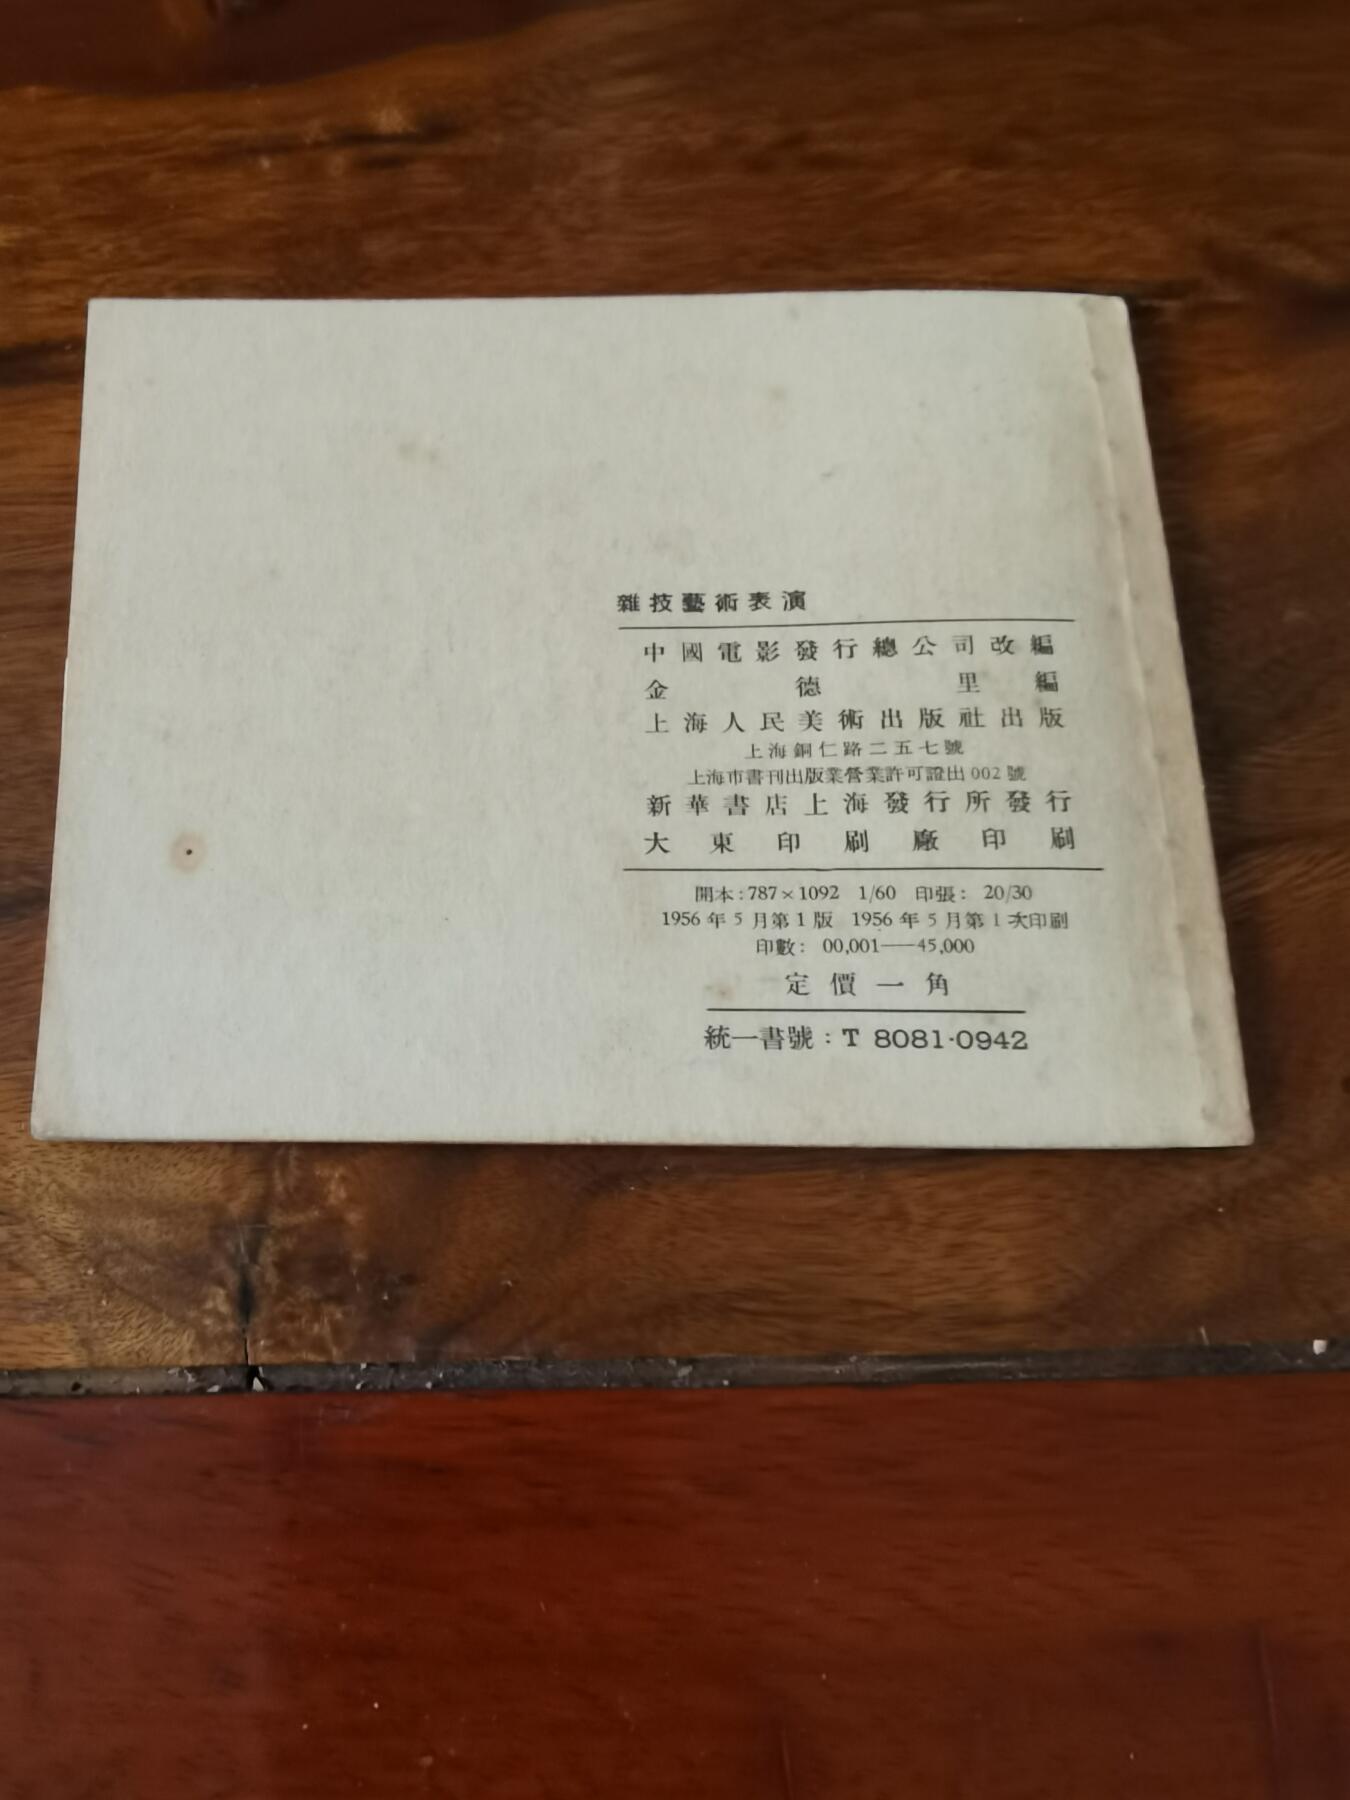 雜技藝術表演
中國電影發行總公司改編
金德里編
上海人民美術出版社出版
上海銅仁路二五七號
上海市書刊出版業營業許可證出002號
新華書店上海發行所發行
大東印刷廠印刷
開本:787×1092 1/60 印張: 20/30
1956年5月第1版 1956年5月第1次印刷
印數: 00,001——45,000
定價一角
統一書號:T 8081·0942